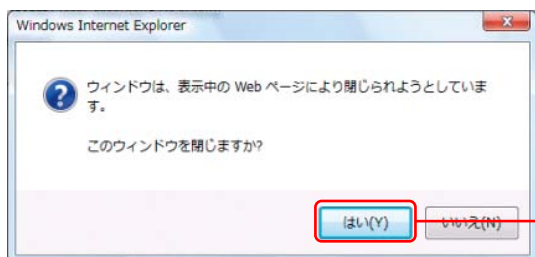 Windows Internet Explorer
ウィンドウは、表示中の Web ページにより閉じられようとしていま
す。
このウィンドウを閉じますか?
はい(Y)
いいえ(N)